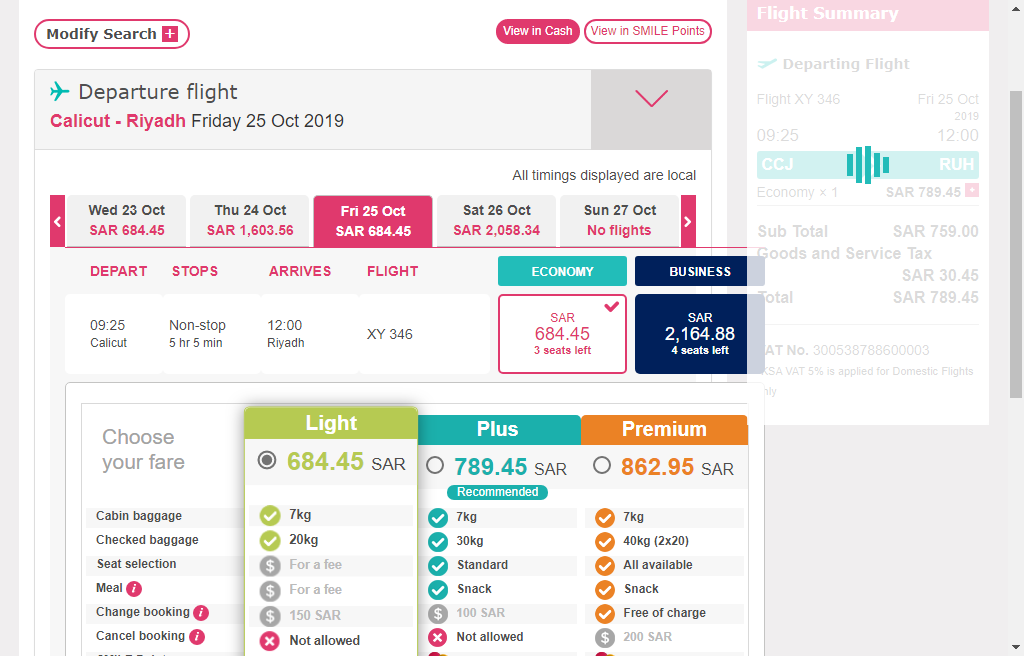 Modify Search
View in Cash
View in SMILE Points
Departure flight
Calicut - Riyadh Friday 25 Oct 2019
All timings displayed are local
Wed 23 Oct
SAR 684.45
Thu 24 Oct
SAR 1,603.56
Fri 25 Oct
SAR 684.45
Sat 26 Oct
SAR 2,058.34
Sun 27 Oct
No flights
DEPART STOPS ARRIVES FLIGHT ECONOMY BUSINESS
09:25
Calicut
Non-stop
5 hr 5 min
12:00
Riyadh
XY 346
SAR
684.45
3 seats left
SAR
2,164.88
4 seats left
Choose
your fare
Light
684.45 SAR
Plus
789.45 SAR
Recommended
Premium
862.95 SAR
Cabin baggage 7kg 7kg 7kg
Checked baggage 20kg 30kg 40kg (2x20)
Seat selection For a fee Standard All available
Meal For a fee Snack Snack
Change booking 150 SAR 100 SAR Free of charge
Cancel booking Not allowed Not allowed 200 SAR
Flight Summary
Departing Flight
Flight XY 346 Fri 25 Oct
2019
09:25 12:00
CCJ RUH
Economy × 1 SAR 789.45
Sub Total SAR 759.00
Goods and Service Tax
SAR 30.45
Total SAR 789.45
VAT No. 300538788600003
KSA VAT 5% is applied for Domestic Flights
only